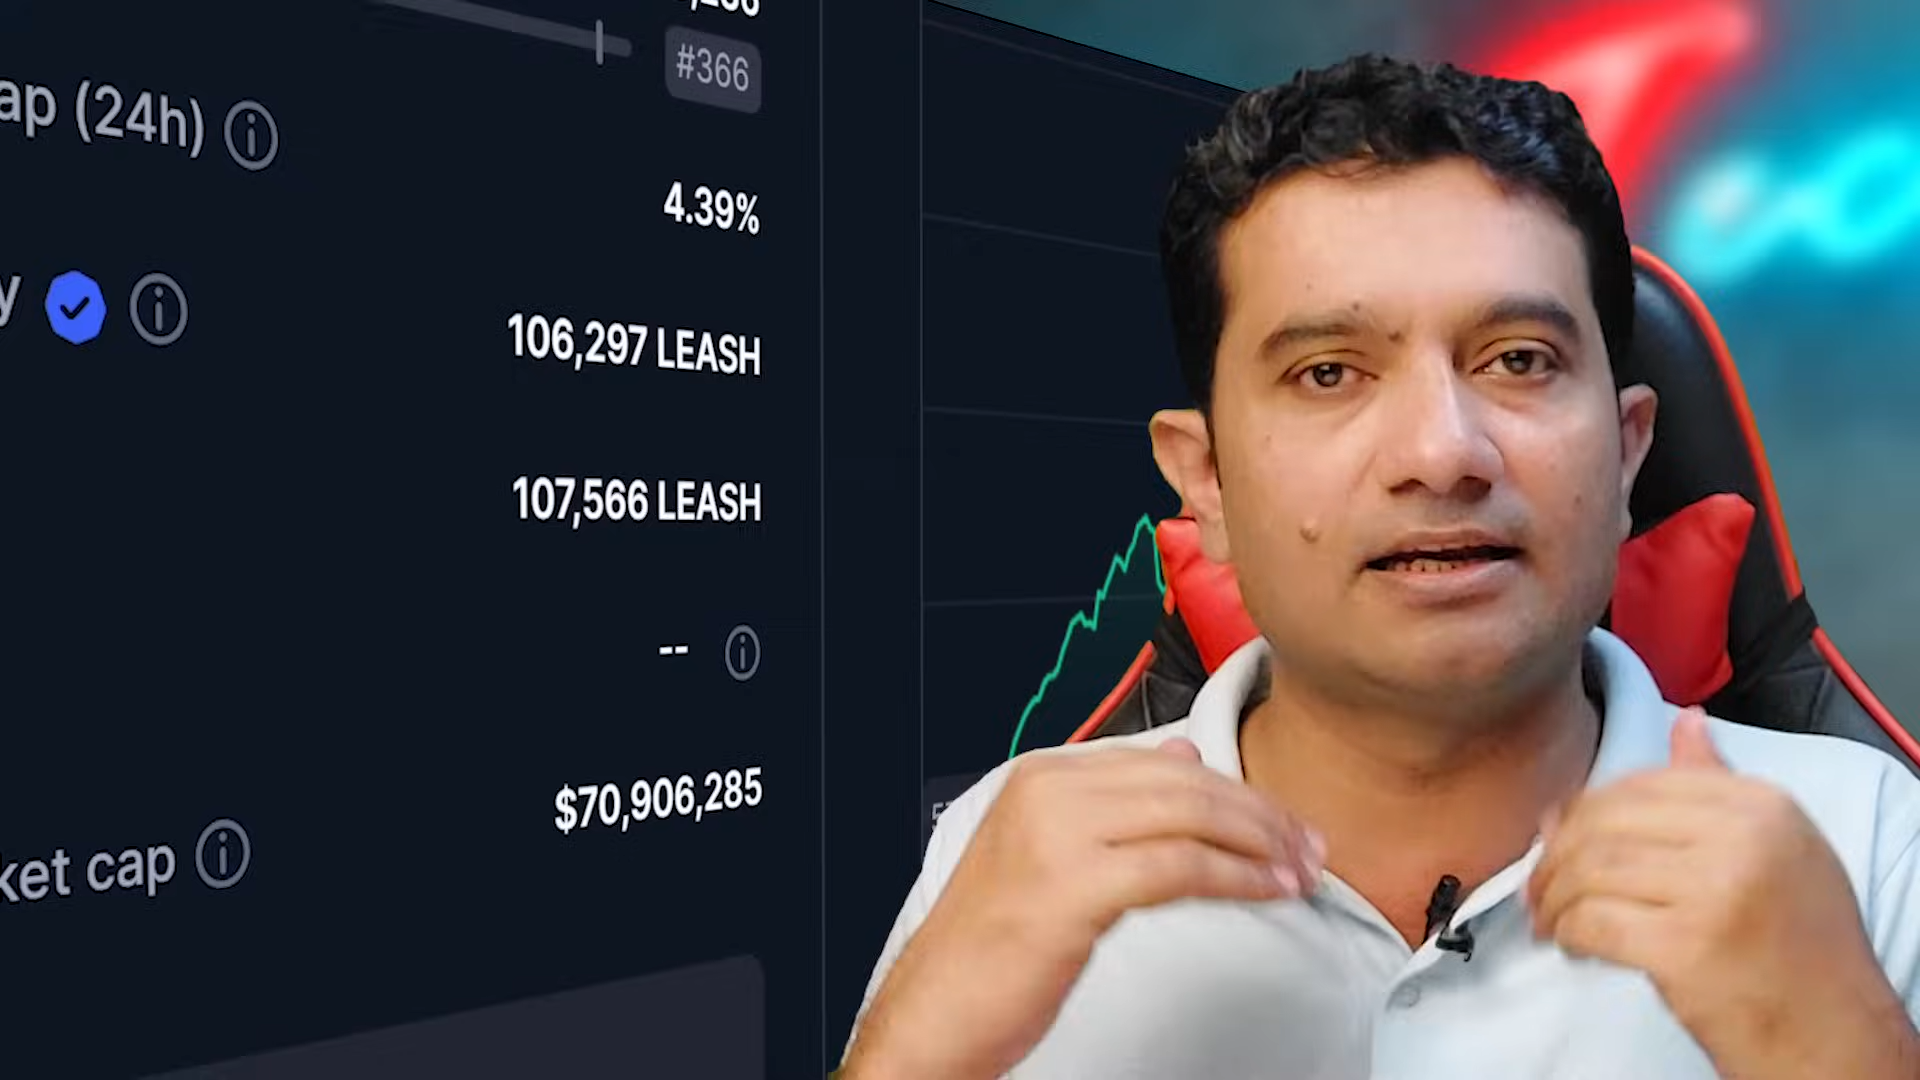 #366
ap (24h)
4.39%
y
106,297 LEASH
107,566 LEASH
--
$70,906,285
ket cap